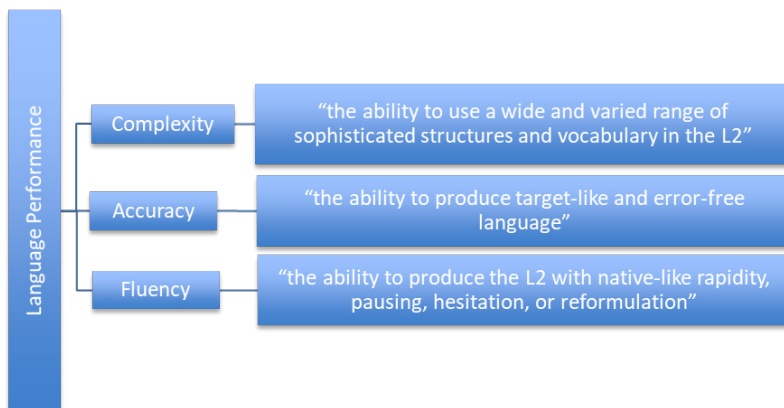 Language Performance
Complexity
“the ability to use a wide and varied range of
sophisticated structures and vocabulary in the L2”
Accuracy
“the ability to produce target-like and error-free
language”
Fluency
“the ability to produce the L2 with native-like rapidity,
pausing, hesitation, or reformulation”